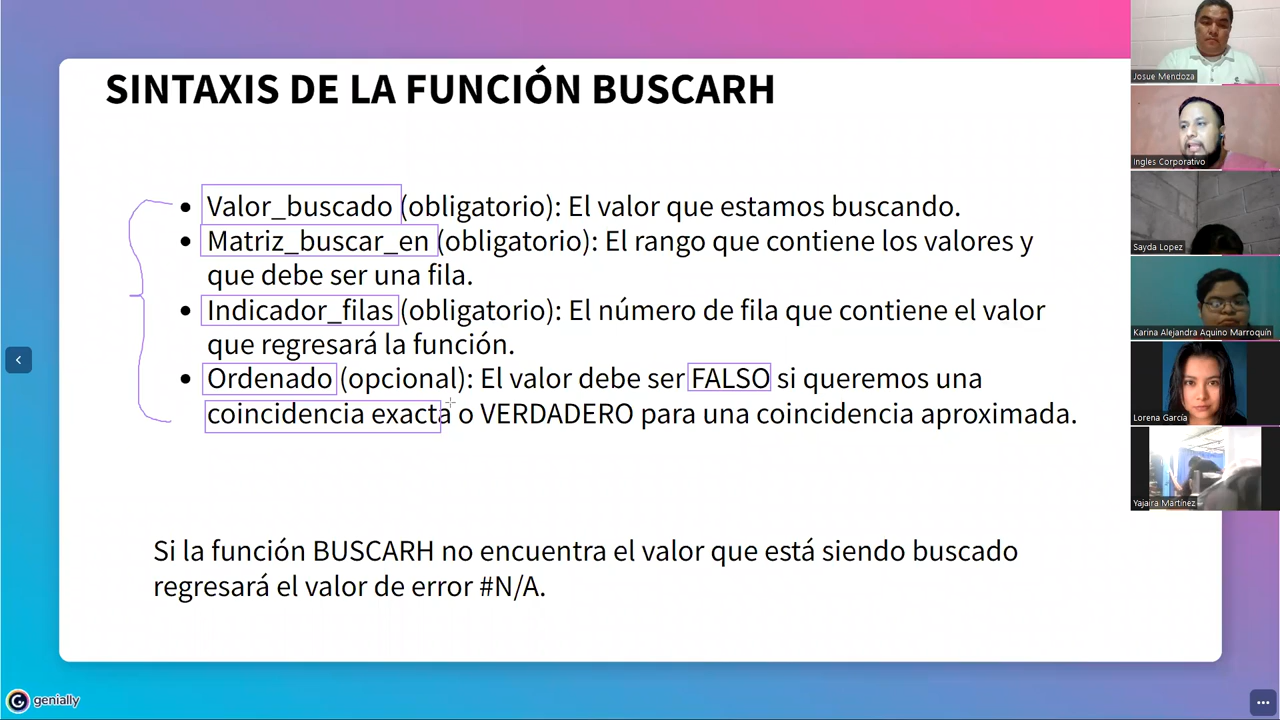 SINTAXIS DE LA FUNCIÓN BUSCARH
• Valor_buscado (obligatorio): El valor que estamos buscando.
• Matriz_buscar_en (obligatorio): El rango que contiene los valores y
que debe ser una fila.
• Indicador_filas (obligatorio): El número de fila que contiene el valor
que regresará la función.
• Ordenado (opcional): El valor debe ser FALSO si queremos una
coincidencia exacta o VERDADERO para una coincidencia aproximada.
Si la función BUSCARH no encuentra el valor que está siendo buscado
regresará el valor de error #N/A.
genially
Josue Mendoza
Ingles Corporativo
Sayda Lopez
Karina Alejandra Aquino Marroquín
Lorena García
Yajaira Martínez